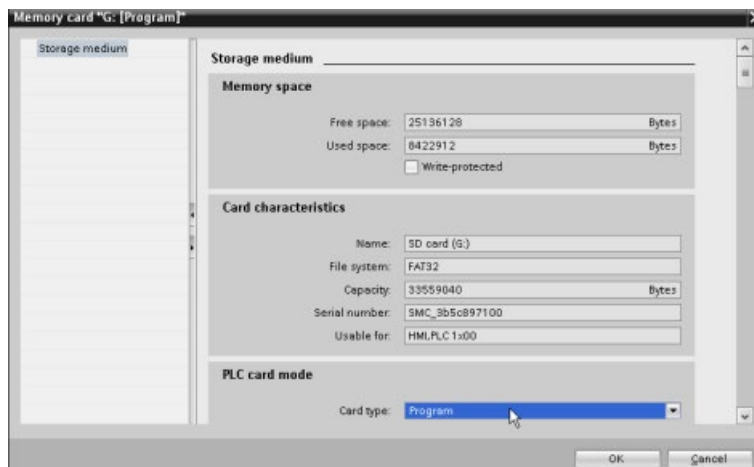 Memory card "G: [Program]"
Storage medium
Storage medium
Memory space
Free space: 25136128 Bytes
Used space: 8422912 Bytes
Write-protected
Card characteristics
Name: SD card (G:)
File system: FAT32
Capacity: 33559040 Bytes
Serial number: SMC_3b5c897100
Usable for: HMI,PLC 1x00
PLC card mode
Card type: Program
OK Cancel